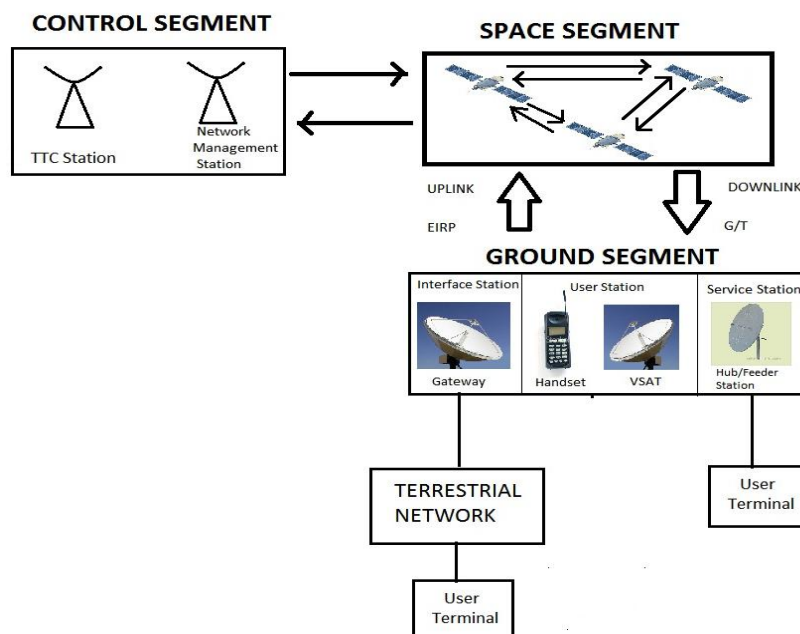 CONTROL SEGMENT
TTC Station
Network
Management
Station
SPACE SEGMENT
UPLINK
DOWNLINK
EIRP
G/T
GROUND SEGMENT
Interface Station
User Station
Service Station
Gateway
Handset
VSAT
Hub/Feeder
Station
TERRESTRIAL
NETWORK
User
Terminal
User
Terminal